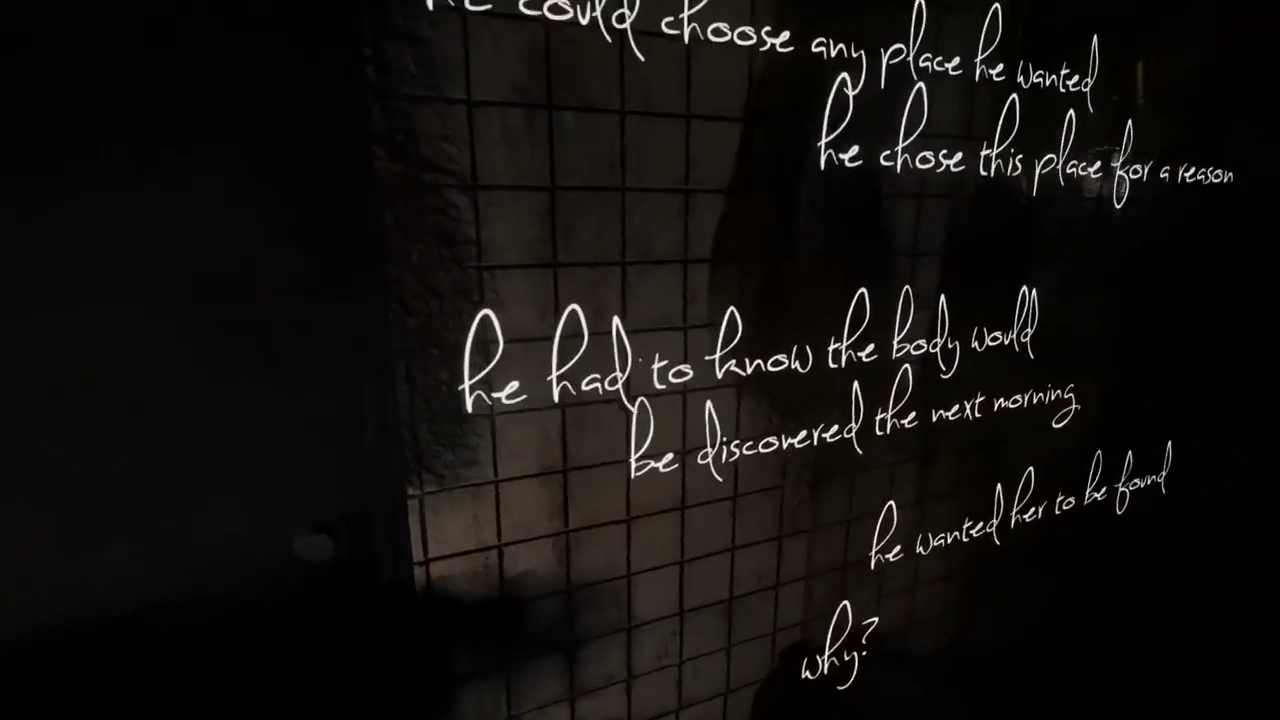 he could choose any place he wanted
he chose this place for a reason
he had to know the body would
be discovered the next morning
he wanted her to be found
why?